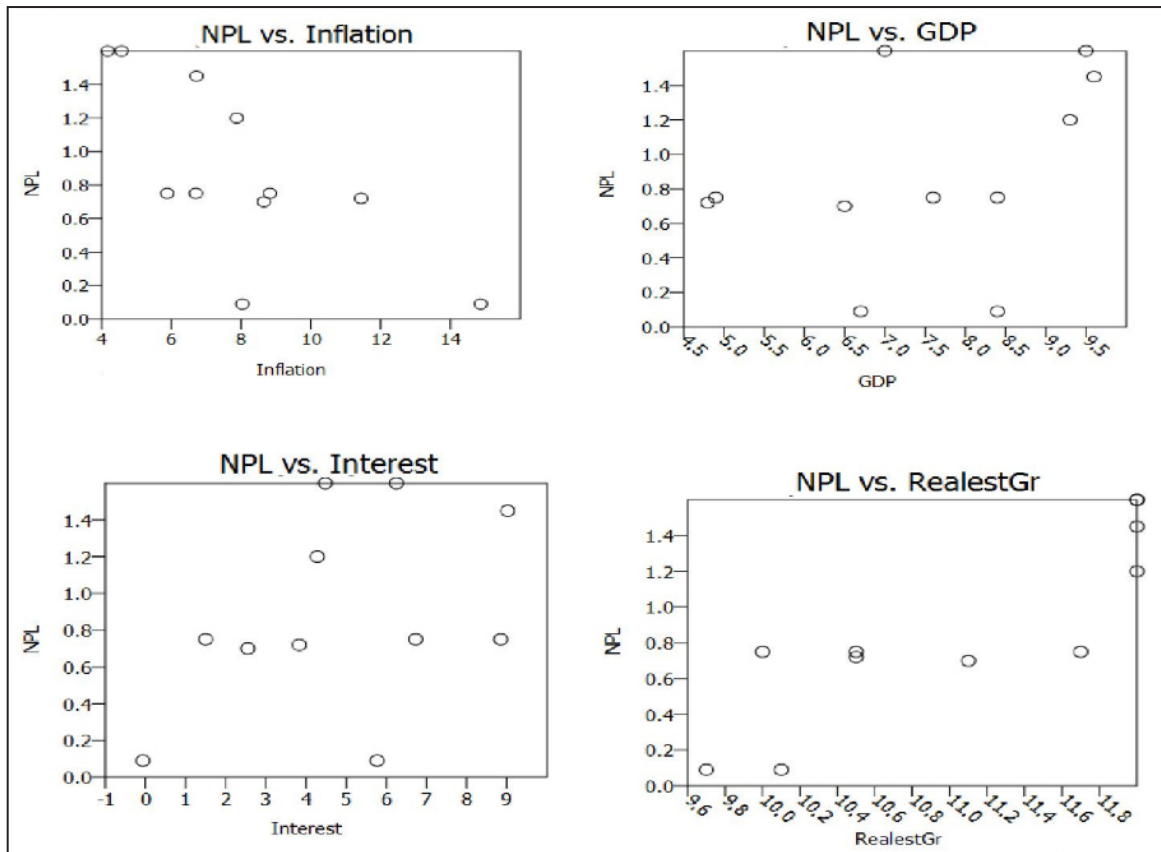 NPL vs. Inflation
NPL
1.4
1.2
1.0
0.8
0.6
0.4
0.2
0.0
4 6 8 10 12 14
Inflation
NPL vs. GDP
NPL
1.4
1.2
1.0
0.8
0.6
0.4
0.2
0.0
4.5 5.0 5.5 6.0 6.5 7.0 7.5 8.0 8.5 9.0 9.5
GDP
NPL vs. Interest
NPL
1.4
1.2
1.0
0.8
0.6
0.4
0.2
0.0
-1 0 1 2 3 4 5 6 7 8 9
Interest
NPL vs. RealestGr
NPL
1.4
1.2
1.0
0.8
0.6
0.4
0.2
0.0
9.6 9.8 10.0 10.2 10.4 10.6 10.8 11.0 11.2 11.4 11.6 11.8
RealestGr